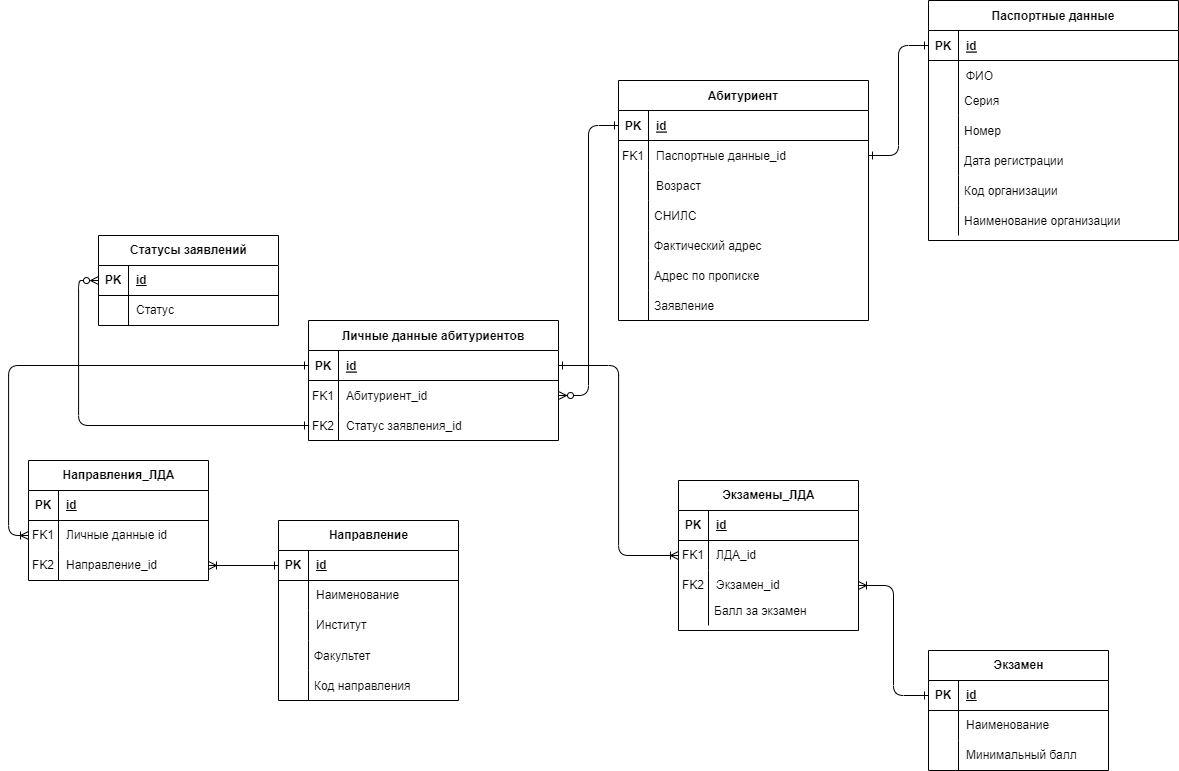 Паспортные данные
PK id
ФИО
Серия
Номер
Дата регистрации
Код организации
Наименование организации
Абитуриент
PK id
FK1 Паспортные данные_id
Возраст
СНИЛС
Фактический адрес
Адрес по прописке
Заявление
Статусы заявлений
PK id
Статус
Личные данные абитуриентов
PK id
FK1 Абитуриент_id
FK2 Статус заявления_id
Направления_ЛДА
PK id
FK1 Личные данные id
FK2 Направление_id
Направление
PK id
Наименование
Институт
Факультет
Код направления
Экзамены_ЛДА
PK id
FK1 ЛДА_id
FK2 Экзамен_id
Балл за экзамен
Экзамен
PK id
Наименование
Минимальный балл